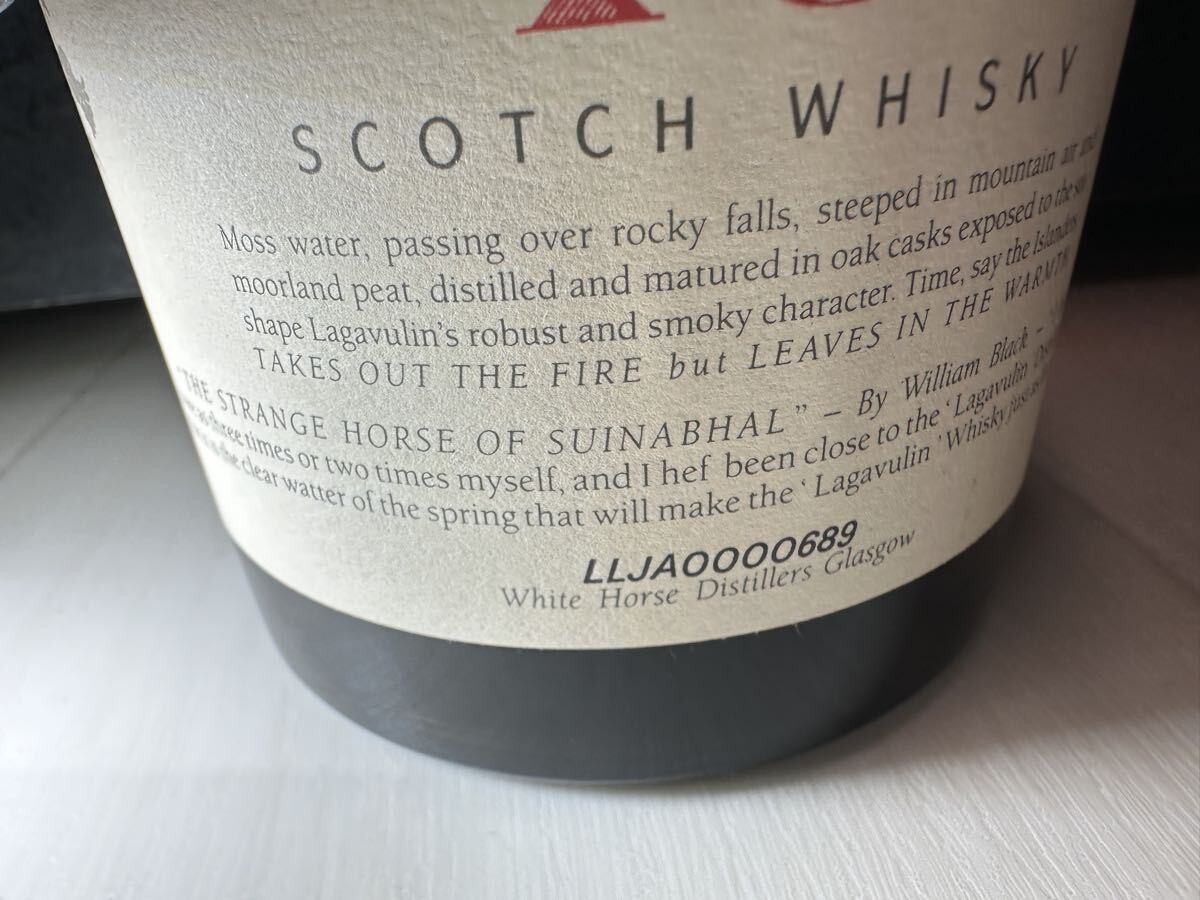 SCOTCH WHISKY
Moss water, passing over rocky falls, steeped in mountain air and
moorland peat, distilled and matured in oak casks exposed to the sea
shape Lagavulin's robust and smoky character. Time, say the Islanders
TAKES OUT THE FIRE but LEAVES IN THE WARMTH
"THE STRANGE HORSE OF SUINABHAL" – By William Black –
three times or two times myself, and I hef been close to the 'Lagavulin'
the clear watter of the spring that will make the 'Lagavulin' Whisky just as
LLJA0000689
White Horse Distillers Glasgow